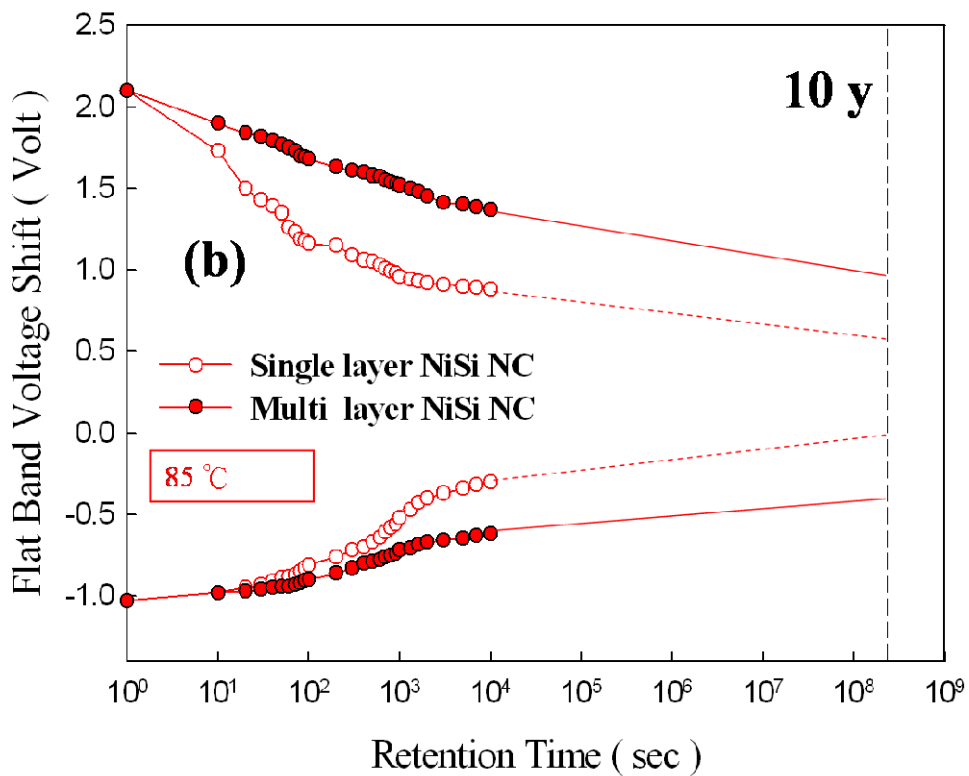 2.5
2.0
1.5
1.0
0.5
0.0
-0.5
-1.0
Flat Band Voltage Shift ( Volt )
10 y
(b)
Single layer NiSi NC
Multi layer NiSi NC
85 ℃
10⁰ 10¹ 10² 10³ 10⁴ 10⁵ 10⁶ 10⁷ 10⁸ 10⁹
Retention Time ( sec )